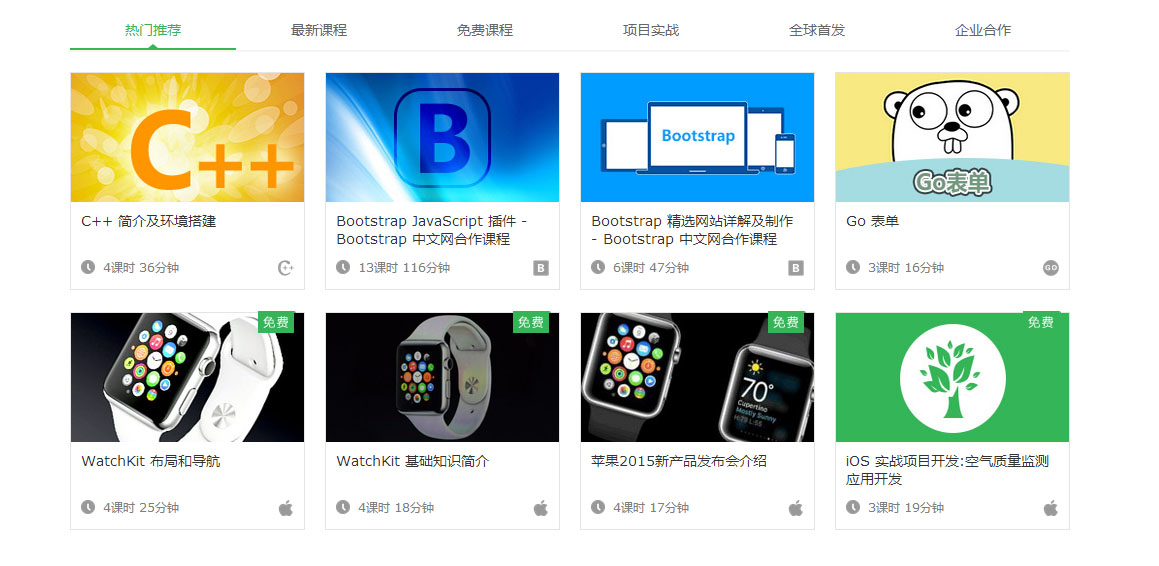 热门推荐
最新课程
免费课程
项目实战
全球首发
企业合作
C++
B
Bootstrap
Go表单
C++ 简介及环境搭建
Bootstrap JavaScript 插件 -
Bootstrap 中文网合作课程
Bootstrap 精选网站详解及制作
- Bootstrap 中文网合作课程
Go 表单
4课时 36分钟
C++
13课时 116分钟
B
6课时 47分钟
B
3课时 16分钟
GO
免费
免费
免费
70°
Cupertino
Mostly Sunny
H:79 L:55
免费
WatchKit 布局和导航
WatchKit 基础知识简介
苹果2015新产品发布会介绍
iOS 实战项目开发:空气质量监测
应用开发
4课时 25分钟
4课时 18分钟
4课时 17分钟
3课时 19分钟